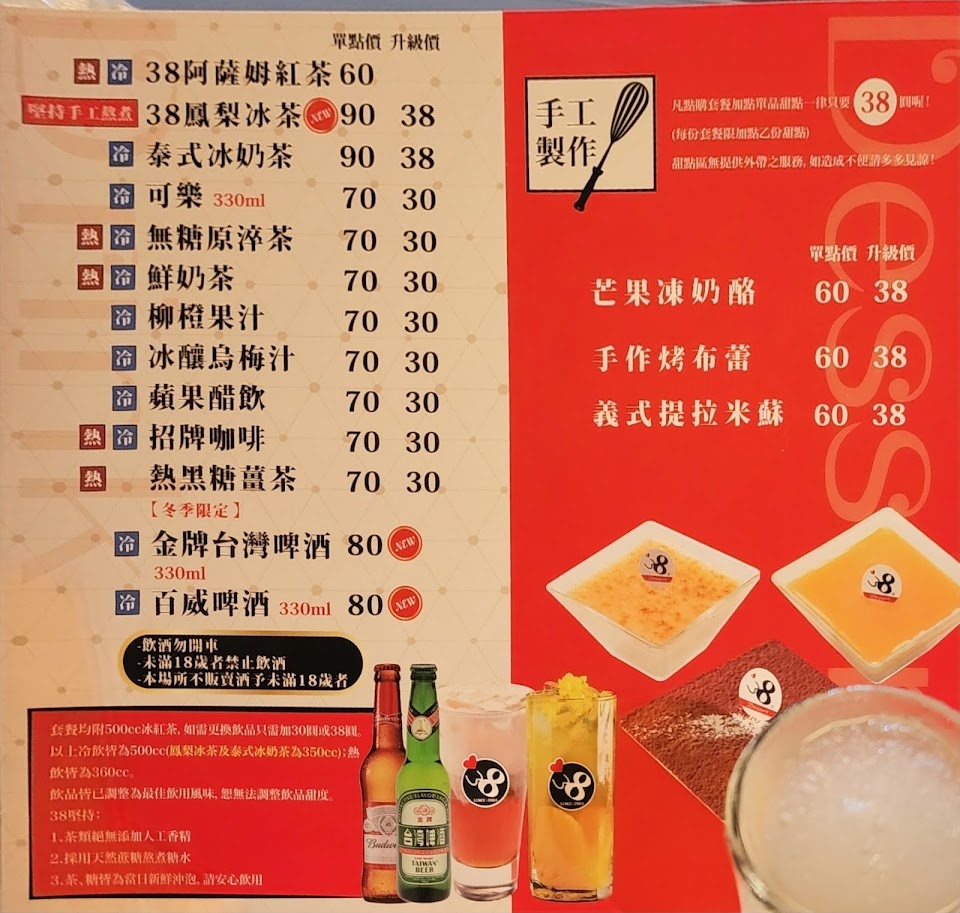 單點價 升級價
熱 冷 38阿薩姆紅茶 60
堅持手工熬煮 38鳳梨冰茶 NEW 90 38
冷 泰式冰奶茶 90 38
冷 可樂 330ml 70 30
熱 冷 無糖原淬茶 70 30
熱 冷 鮮奶茶 70 30
冷 柳橙果汁 70 30
冷 冰釀烏梅汁 70 30
冷 蘋果醋飲 70 30
熱 冷 招牌咖啡 70 30
熱 熱黑糖薑茶 70 30
【冬季限定】
冷 金牌台灣啤酒 80 NEW
330ml
冷 百威啤酒 330ml 80 NEW
-飲酒勿開車
-未滿18歲者禁止飲酒
-本場所不販賣酒予未滿18歲者
套餐均附500cc冰紅茶, 如需更換飲品只需加30圓或38圓。
以上冷飲皆為500cc(鳳梨冰茶及泰式冰奶茶為350cc);熱
飲皆為360cc。
飲品皆已調整為最佳飲用風味, 恕無法調整飲品甜度。
38堅持:
1.茶類絕無添加人工香精
2.採用天然蔗糖熬煮糖水
3.茶、糖皆為當日新鮮沖泡, 請安心飲用
手工
製作
凡點購套餐加點單品甜點一律只要 38 圓喔!
(每份套餐限加點乙份甜點)
甜點區無提供外帶之服務, 如造成不便請多多見諒!
單點價 升級價
芒果凍奶酪 60 38
手作烤布蕾 60 38
義式提拉米蘇 60 38
Dess
Budweiser
金牌
台灣啤酒
TAIWAN
BEER
38
38
38
38
38